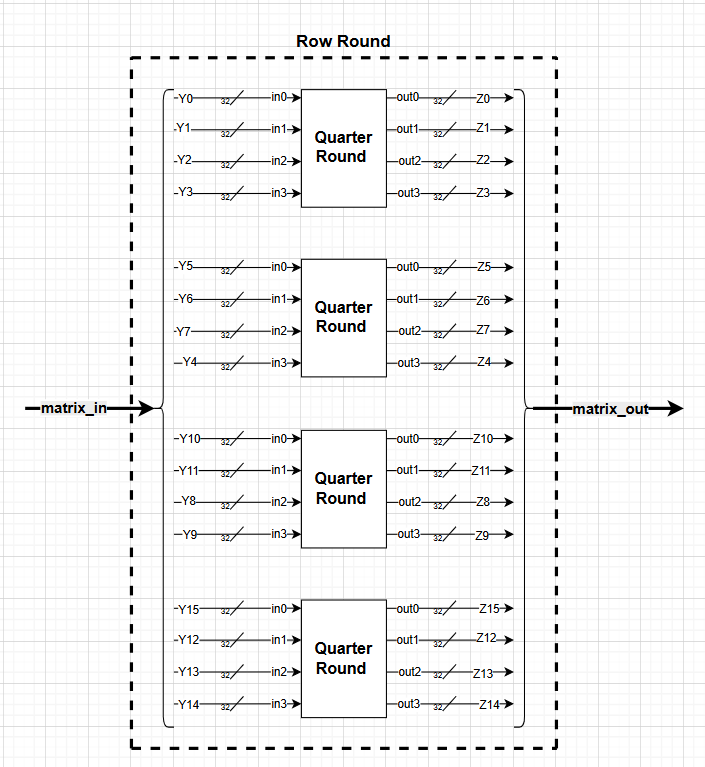 Row Round
Y0 32 in0 out0 32 Z0
Y1 32 in1 out1 32 Z1
Quarter
Round
Y2 32 in2 out2 32 Z2
Y3 32 in3 out3 32 Z3
Y5 32 in0 out0 32 Z5
Y6 32 in1 out1 32 Z6
Quarter
Round
Y7 32 in2 out2 32 Z7
Y4 32 in3 out3 32 Z4
matrix_in matrix_out
Y10 32 in0 out0 32 Z10
Y11 32 in1 out1 32 Z11
Quarter
Round
Y8 32 in2 out2 32 Z8
Y9 32 in3 out3 32 Z9
Y15 32 in0 out0 32 Z15
Y12 32 in1 out1 32 Z12
Quarter
Round
Y13 32 in2 out2 32 Z13
Y14 32 in3 out3 32 Z14